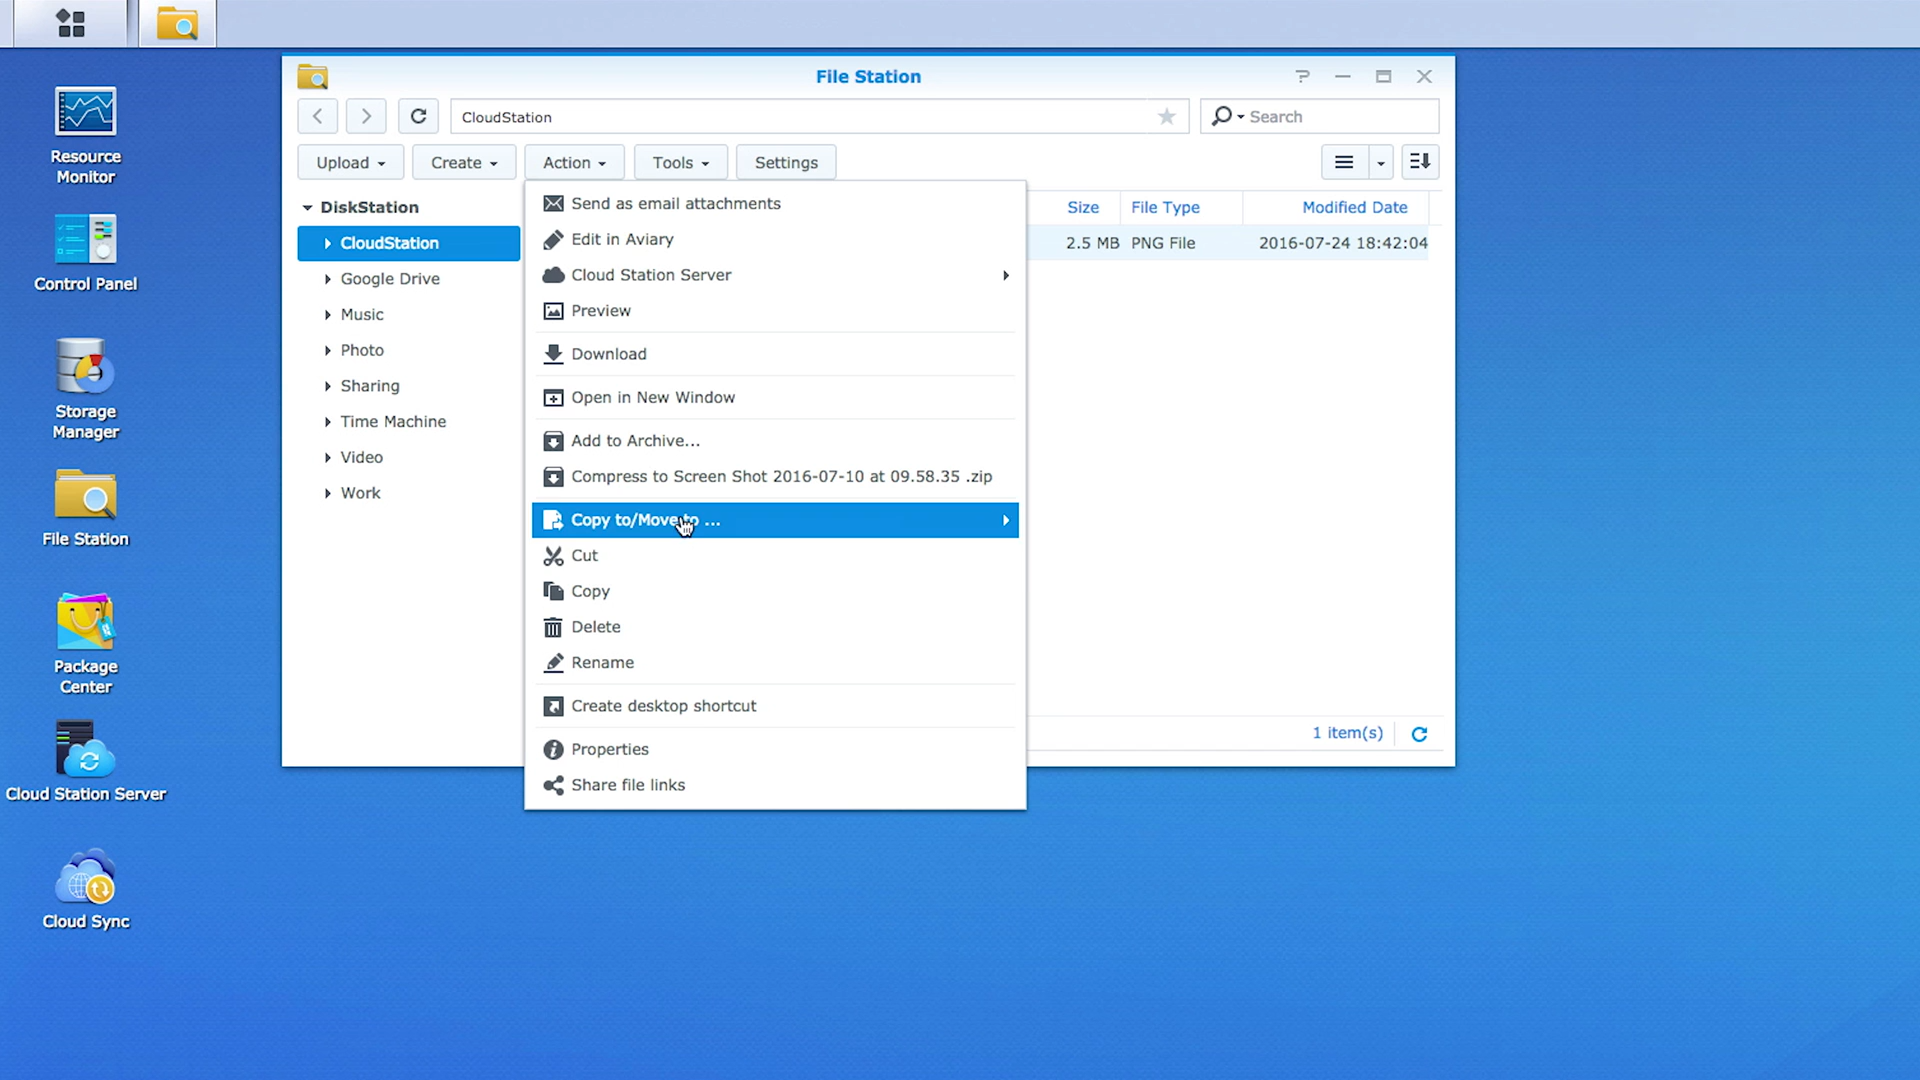 File Station
CloudStation
Search
Upload
Create
Action
Tools
Settings
DiskStation
CloudStation
Google Drive
Music
Photo
Sharing
Time Machine
Video
Work
Send as email attachments
Edit in Aviary
Cloud Station Server
Preview
Download
Open in New Window
Add to Archive...
Compress to Screen Shot 2016-07-10 at 09.58.35 .zip
Copy to/Move to ...
Cut
Copy
Delete
Rename
Create desktop shortcut
Properties
Share file links
Size File Type Modified Date
2.5 MB PNG File 2016-07-24 18:42:04
1 item(s)
Resource
Monitor
Control Panel
Storage
Manager
File Station
Package
Center
Cloud Station Server
Cloud Sync